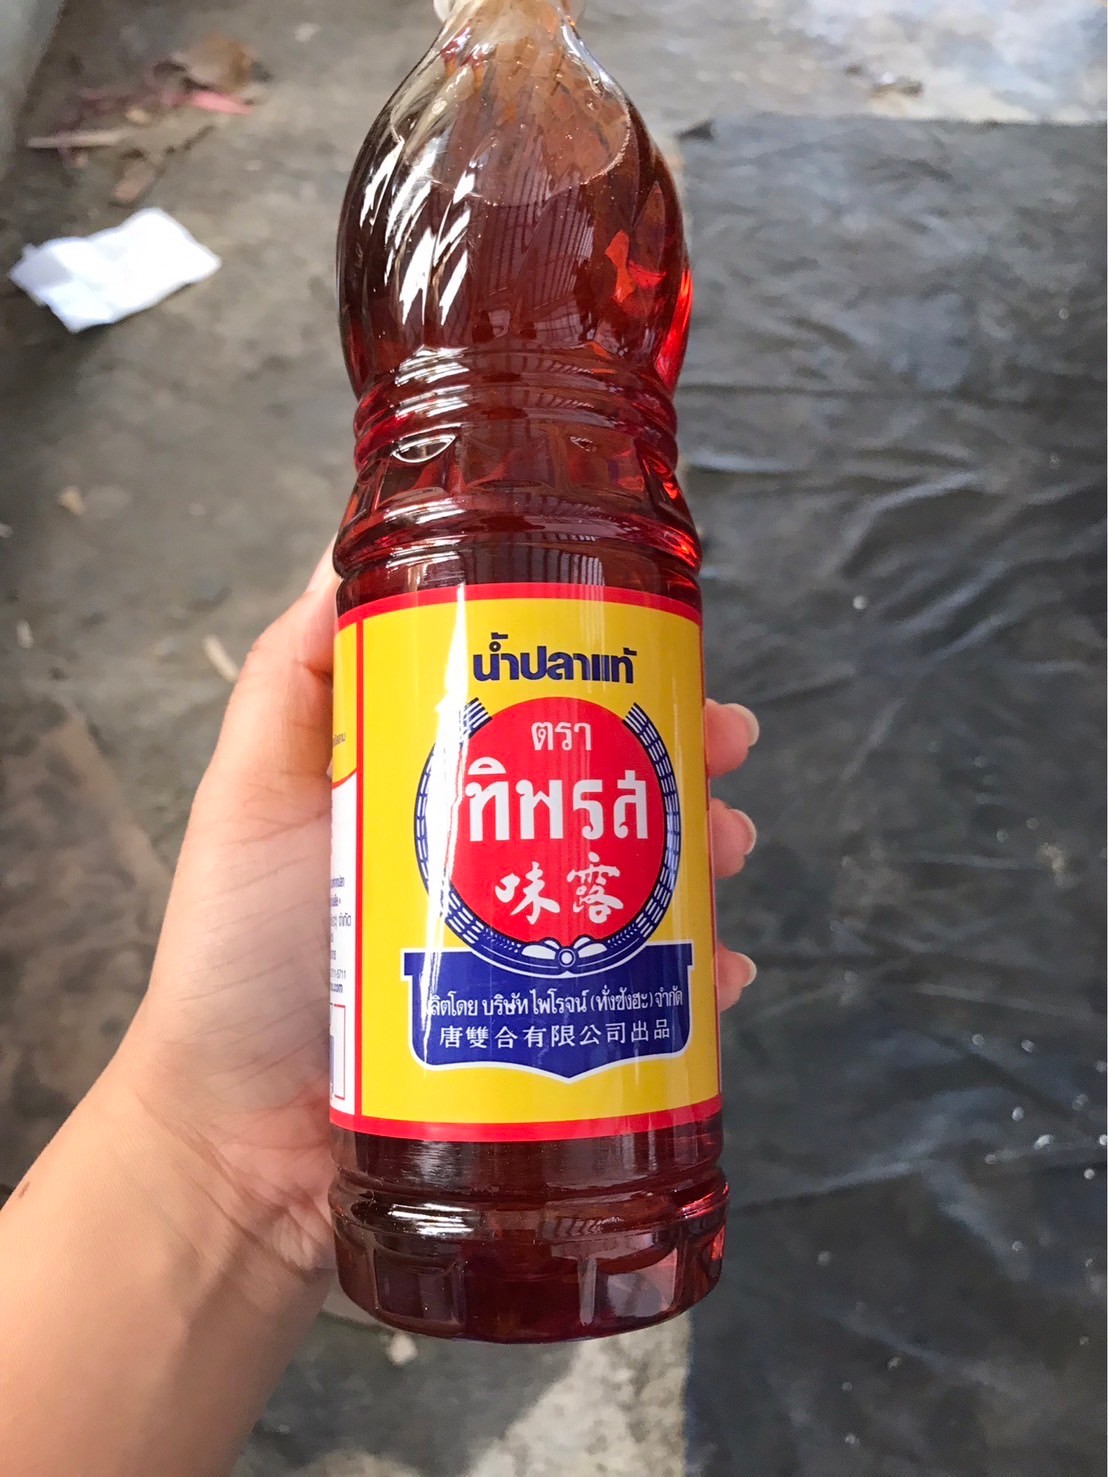 น้ำปลาแท้
ตรา
ทิพรส
味露
ผลิตโดย บริษัท ไพโรจน์ (ทั่งซังฮะ) จำกัด
唐雙合有限公司出品